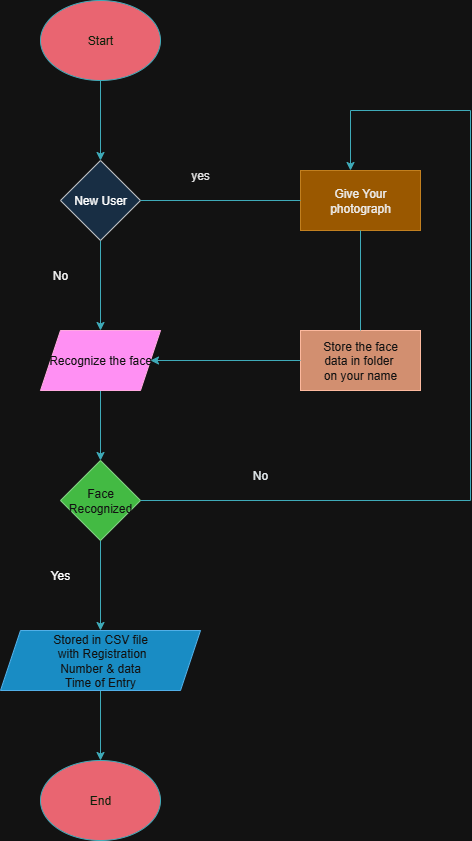 Start
New User
yes
Give Your
photograph
No
Recognize the face
Store the face
data in folder
on your name
Face
Recognized
No
Yes
Stored in CSV file
with Registration
Number & data
Time of Entry
End